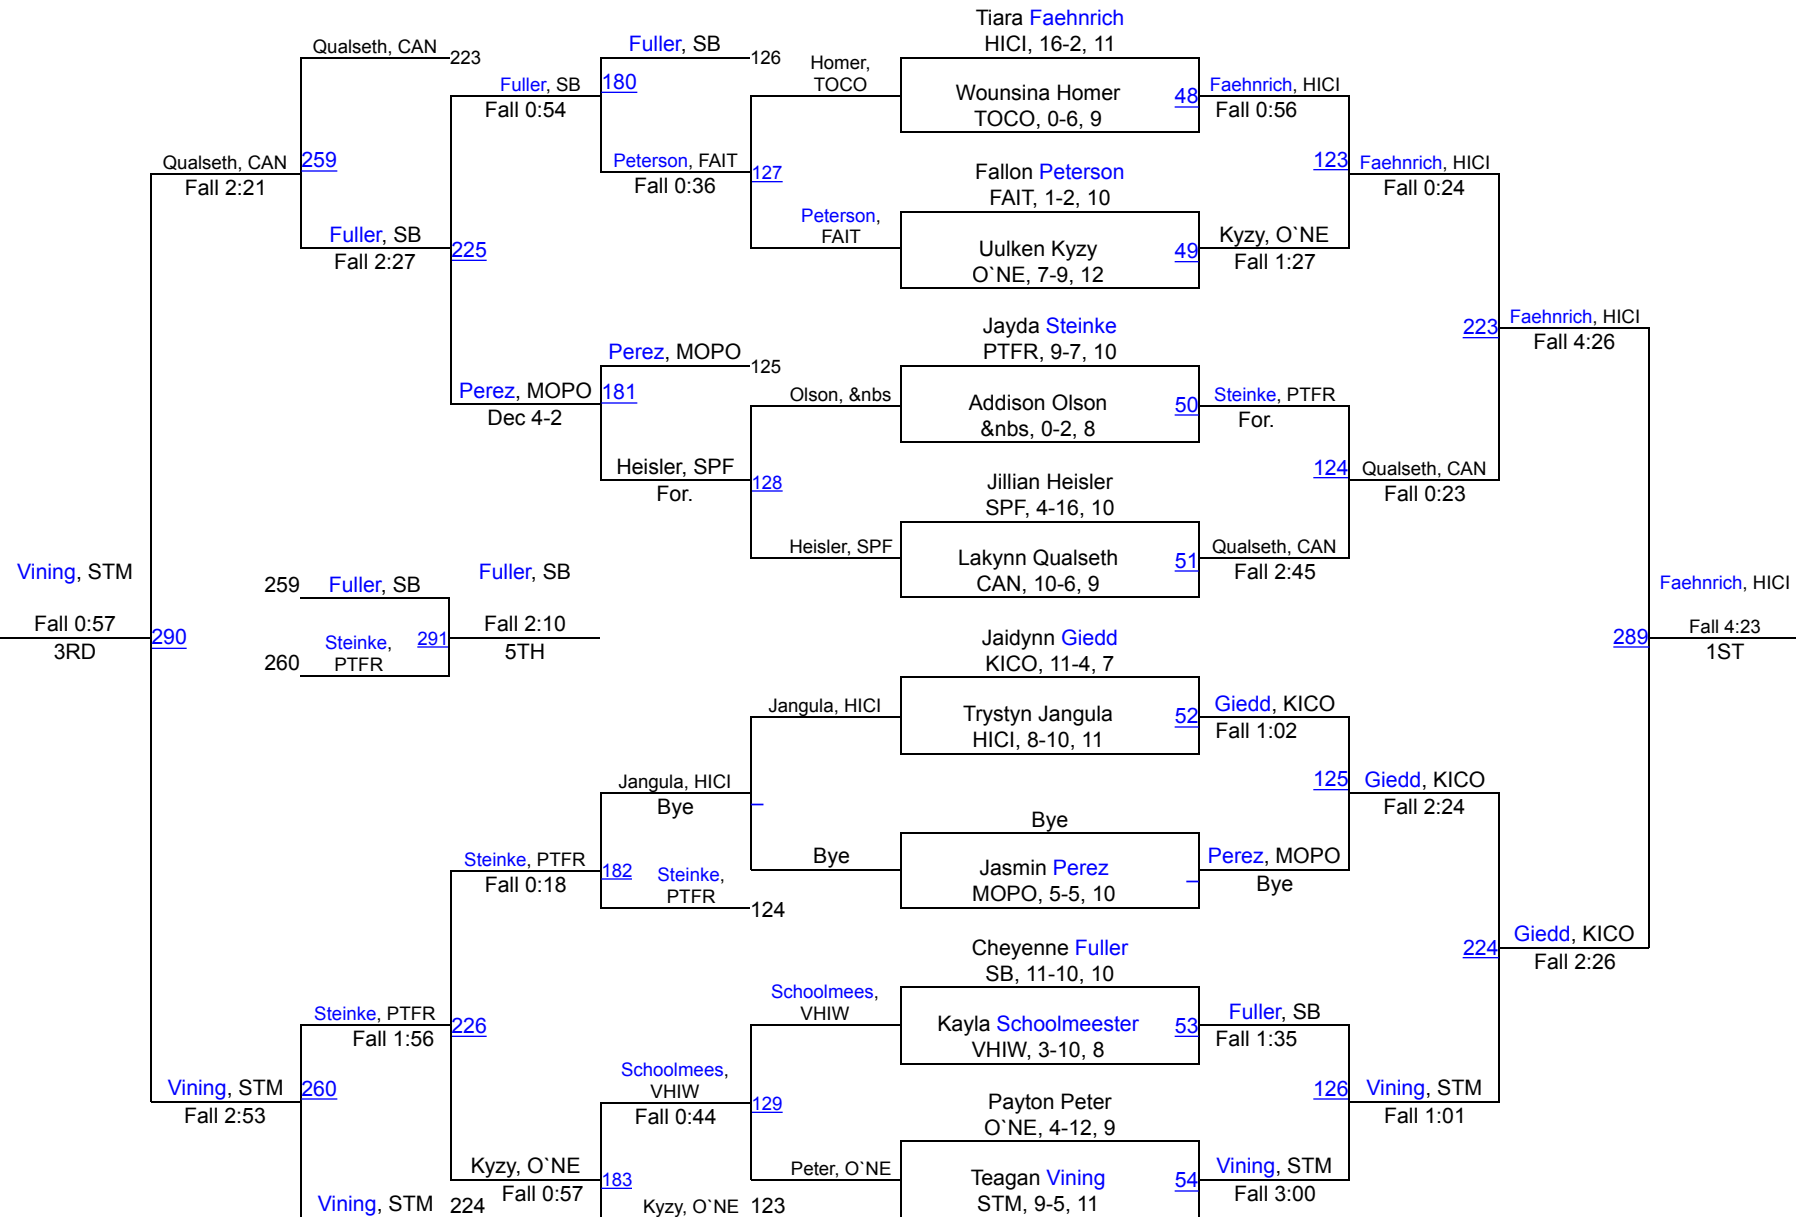 Tiara Faehnrich
HICI, 16-2, 11
Qualseth, CAN
223
Fuller, SB
126
Homer,
TOCO
Fuller, SB
Fall 0:54
180
Wounsina Homer
TOCO, 0-6, 9
48
Faehnrich, HICI
Fall 0:56
Qualseth, CAN
Fall 2:21
259
Peterson, FAIT
Fall 0:36
127
Fallon Peterson
FAIT, 1-2, 10
123
Faehnrich, HICI
Fall 0:24
Fuller, SB
Fall 2:27
225
Peterson,
FAIT
Uulken Kyzy
O`NE, 7-9, 12
49
Kyzy, O`NE
Fall 1:27
Jayda Steinke
PTFR, 9-7, 10
223
Faehnrich, HICI
Fall 4:26
Perez, MOPO
125
Perez, MOPO
Dec 4-2
181
Olson, &nbs
Addison Olson
&nbs, 0-2, 8
50
Steinke, PTFR
For.
Heisler, SPF
For.
128
Jillian Heisler
SPF, 4-16, 10
124
Qualseth, CAN
Fall 0:23
Heisler, SPF
Lakynn Qualseth
CAN, 10-6, 9
51
Qualseth, CAN
Fall 2:45
Vining, STM
Fall 0:57
3RD
290
259
Fuller, SB
Steinke,
PTFR
260
291
Fuller, SB
Fall 2:10
5TH
Faehnrich, HICI
Fall 4:23
1ST
289
Jaidynn Giedd
KICO, 11-4, 7
Jangula, HICI
Trystyn Jangula
HICI, 8-10, 11
52
Giedd, KICO
Fall 1:02
Jangula, HICI
Bye
125
Giedd, KICO
Fall 2:24
Bye
Steinke, PTFR
Fall 0:18
182
Steinke,
PTFR
124
Bye
Jasmin Perez
MOPO, 5-5, 10
Perez, MOPO
Bye
Cheyenne Fuller
SB, 11-10, 10
224
Giedd, KICO
Fall 2:26
Steinke, PTFR
Fall 1:56
226
Schoolmees,
VHIW
Kayla Schoolmeester
VHIW, 3-10, 8
53
Fuller, SB
Fall 1:35
Vining, STM
Fall 2:53
260
Schoolmees,
VHIW
Fall 0:44
129
Payton Peter
O`NE, 4-12, 9
126
Vining, STM
Fall 1:01
Kyzy, O`NE
Fall 0:57
183
Peter, O`NE
Teagan Vining
STM, 9-5, 11
54
Vining, STM
Fall 3:00
Vining, STM
224
Kyzy, O`NE
123